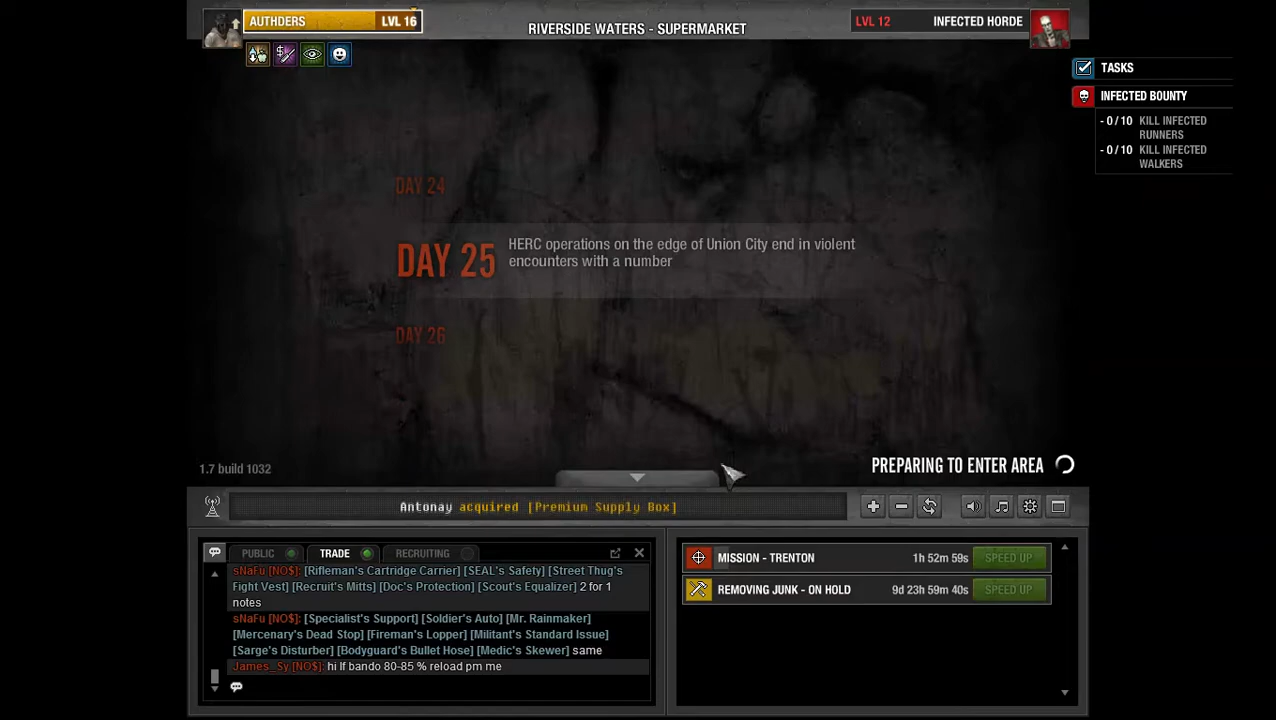 AUTHDERS LVL 16
RIVERSIDE WATERS - SUPERMARKET
LVL 12 INFECTED HORDE
TASKS
INFECTED BOUNTY
- 0/10 KILL INFECTED
RUNNERS
- 0/10 KILL INFECTED
WALKERS
DAY 24
DAY 25
HERC operations on the edge of Union City end in violent
encounters with a number
DAY 26
1.7 build 1032
PREPARING TO ENTER AREA
Antonay acquired [Premium Supply Box]
PUBLIC
TRADE
RECRUITING
sNaFu [NO$]: [Rifleman's Cartridge Carrier] [SEAL's Safety] [Street Thug's
Fight Vest] [Recruit's Mitts] [Doc's Protection] [Scout's Equalizer] 2 for 1
notes
sNaFu [NO$]: [Specialist's Support] [Soldier's Auto] [Mr. Rainmaker]
[Mercenary's Dead Stop] [Fireman's Lopper] [Militant's Standard Issue]
[Sarge's Disturber] [Bodyguard's Bullet Hose] [Medic's Skewer] same
James_Sy [NO$]: hi lf bando 80-85 % reload pm me
MISSION - TRENTON 1h 52m 59s SPEED UP
REMOVING JUNK - ON HOLD 9d 23h 59m 40s SPEED UP